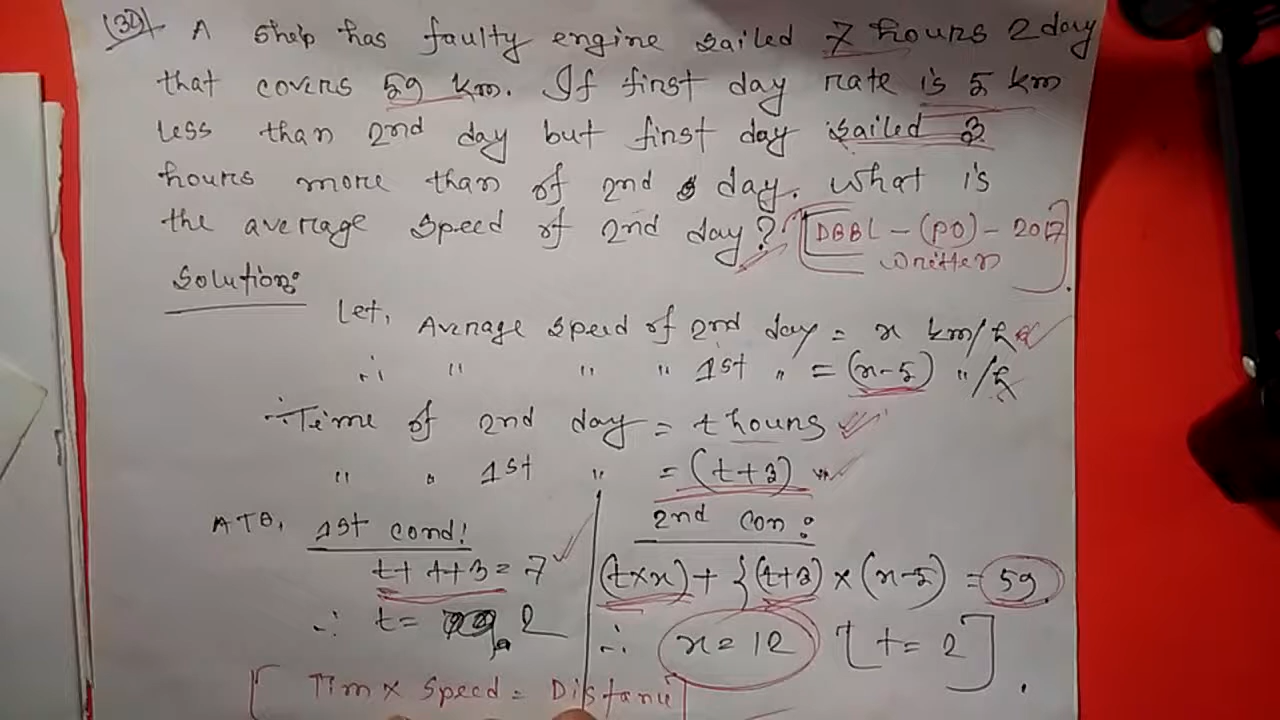 (30) A Ship has faulty engine sailed 7 hours 2 day
that covers 59 km. If first day rate is 5 km
less than 2nd day but first day sailed 3
hours more than of 2nd day. What is
the average speed of 2nd day? [DBBL - (PO) - 2017
written]
Solution:
Let, Average speed of 2nd day = x km/h
∴ " " " 1st " = (x-5) "/h
∴ Time of 2nd day = t hours
" " 1st " = (t+3) "
ATQ, 1st cond:
t+t+3=7
∴ t= 2
2nd con:
(t×x)+{(t+3)×(x-5) = 59
∴ x=12 [t=2].
[Tim × Speed = Distance]